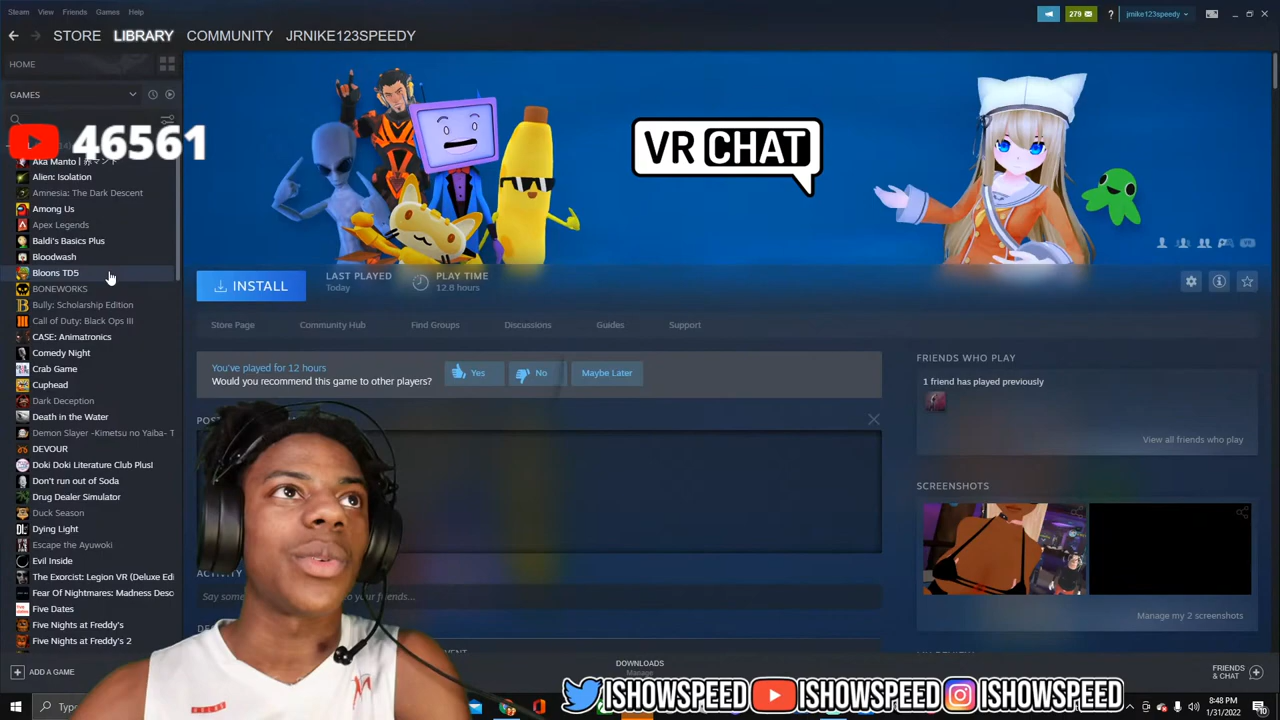 Steam View Friends Games Help
279
?
jrnike123speedy
STORE LIBRARY COMMUNITY JRNIKE123SPEEDY
HOME
GAMES
46561
VR CHAT
Aka Manto |
Alien: Isolation
Amnesia: The Dark Descent
Among Us
Apex Legends
Baldi's Basics Plus
Bloodwash
Bloons TD5
BONEWORKS
Bully: Scholarship Edition
Call of Duty: Black Ops III
CASE: Animatronics
Comedy Night
Crab Game
Cuphead
Dark Deception
Death in the Water
Demon Slayer -Kimetsu no Yaiba- T
DEVOUR
Doki Doki Literature Club Plus!
Don't run out of Soda
Drug Dealer Simulator
Duck Season
Dying Light
Escape the Ayuwoki
Evil Inside
The Exorcist: Legion VR (Deluxe Edi
Fear Of Nightmares: Madness Desc
Five Dates
Five Nights at Freddy's
Five Nights at Freddy's 2
ADD A GAME
INSTALL
LAST PLAYED
Today
PLAY TIME
12.8 hours
Store Page Community Hub Find Groups Discussions Guides Support
You've played for 12 hours
Would you recommend this game to other players?
Yes
No
Maybe Later
ACTIVITY
Say some
your friends...
FRIENDS WHO PLAY
1 friend has played previously
View all friends who play
SCREENSHOTS
Manage my 2 screenshots
DOWNLOADS
Manage
FRIENDS
& CHAT
ISHOWSPEED ISHOWSPEED ISHOWSPEED
8:48 PM
1/31/2022